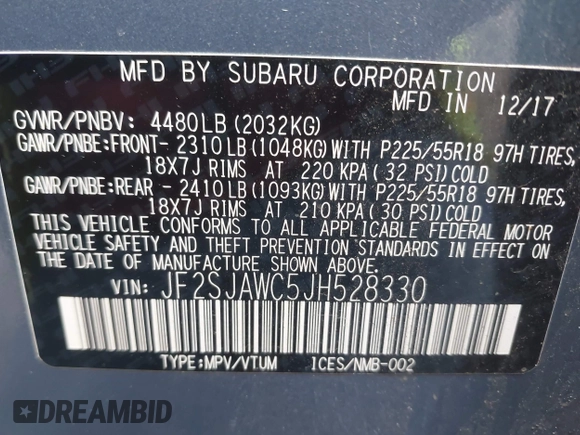 MFD BY SUBARU CORPORATION
MFD IN 12/17
GVWR/PNBV: 4480LB(2032KG)
GAWR/PNBE:FRONT- 2310LB(1048KG)WITH P225/55R18 97H TIRES,
18X7J RIMS AT 220 KPA(32 PSI)COLD
GAWR/PNBE:REAR - 2410LB(1093KG)WITH P225/55R18 97H TIRES,
18X7J RIMS AT 210 KPA(30 PSI)COLD
THIS VEHICLE CONFORMS TO ALL APPLICABLE FEDERAL MOTOR
VEHICLE SAFETY AND THEFT PREVENTION STANDARDS IN EFFECT
ON THE DATE OF MANUFACTURE SHOWN ABOVE.
VIN: JF2SJAWC5JH528330
TYPE:MPV/VTUM ICES/NMB-002
DREAMBID